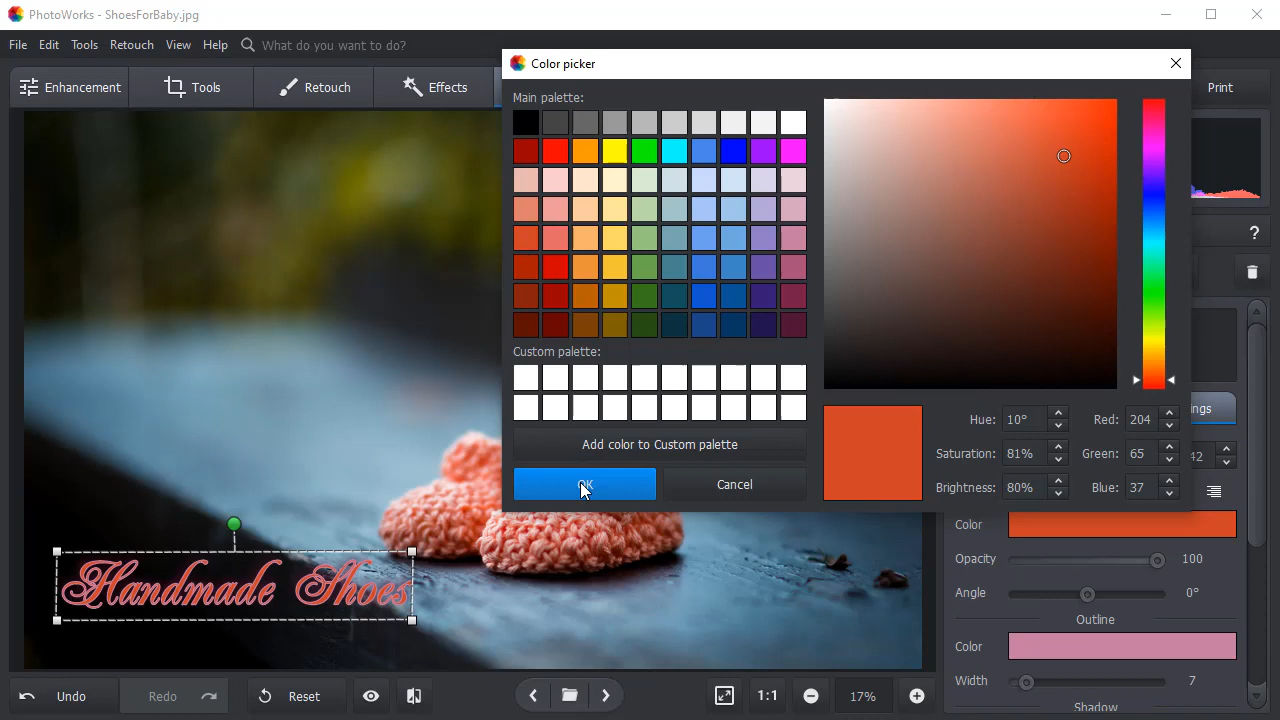 PhotoWorks - ShoesForBaby.jpg
File Edit Tools Retouch View Help What do you want to do?
Enhancement Tools Retouch Effects Print
Color picker
Main palette:
Custom palette:
Add color to Custom palette
OK Cancel
Hue: 10° Red: 204
Saturation: 81% Green: 65
Brightness: 80% Blue: 37
ngs
42
Color
Opacity 100
Angle 0°
Outline
Color
Width 7
Shadow
Handmade Shoes
Undo Redo Reset 1:1 17%